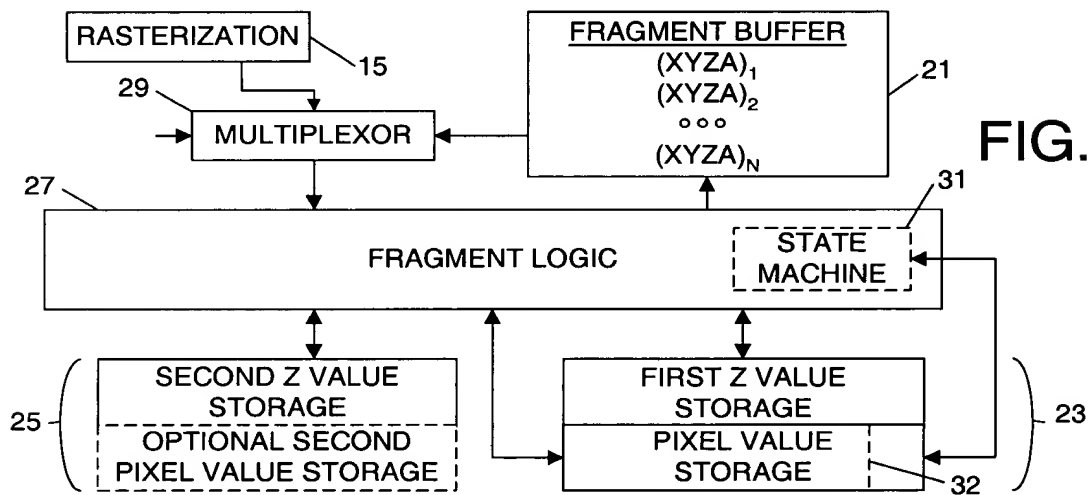 RASTERIZATION
15
29
MULTIPLEXOR
FRAGMENT BUFFER
(XYZA)1
(XYZA)2
ooo
(XYZA)N
21
FIG.
27
FRAGMENT LOGIC
31
STATE
MACHINE
25
SECOND Z VALUE
STORAGE
OPTIONAL SECOND
PIXEL VALUE STORAGE
FIRST Z VALUE
STORAGE
PIXEL VALUE
STORAGE
32
23